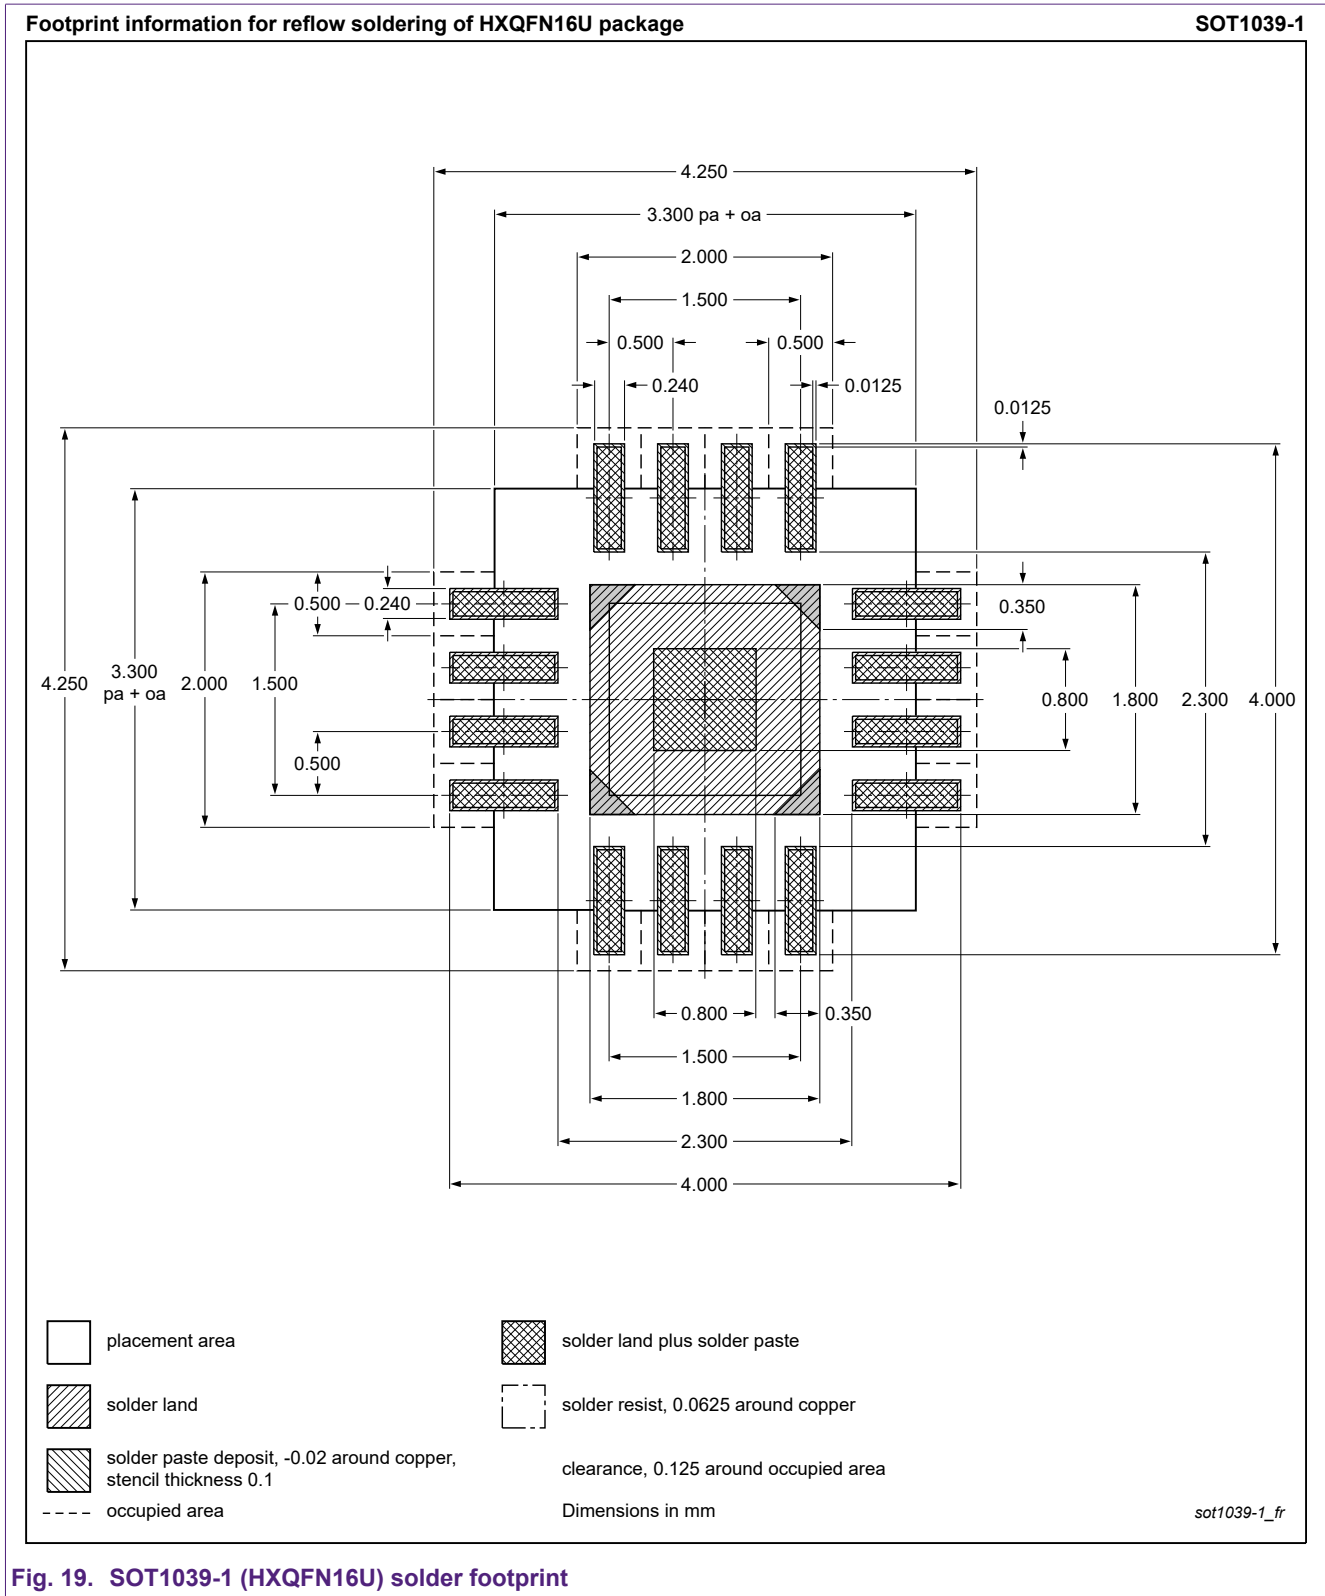 Footprint information for reflow soldering of HXQFN16U package SOT1039-1
4.250
3.300 pa + oa
2.000
1.500
0.500 0.500
0.240 0.0125
0.0125
0.500 0.240 0.350
4.250 3.300 pa + oa 2.000 1.500 0.800 1.800 2.300 4.000
0.500
0.800 0.350
1.500
1.800
2.300
4.000
placement area
solder land plus solder paste
solder land
solder resist, 0.0625 around copper
solder paste deposit, -0.02 around copper,
stencil thickness 0.1
clearance, 0.125 around occupied area
occupied area
Dimensions in mm
sot1039-1_fr
Fig. 19. SOT1039-1 (HXQFN16U) solder footprint